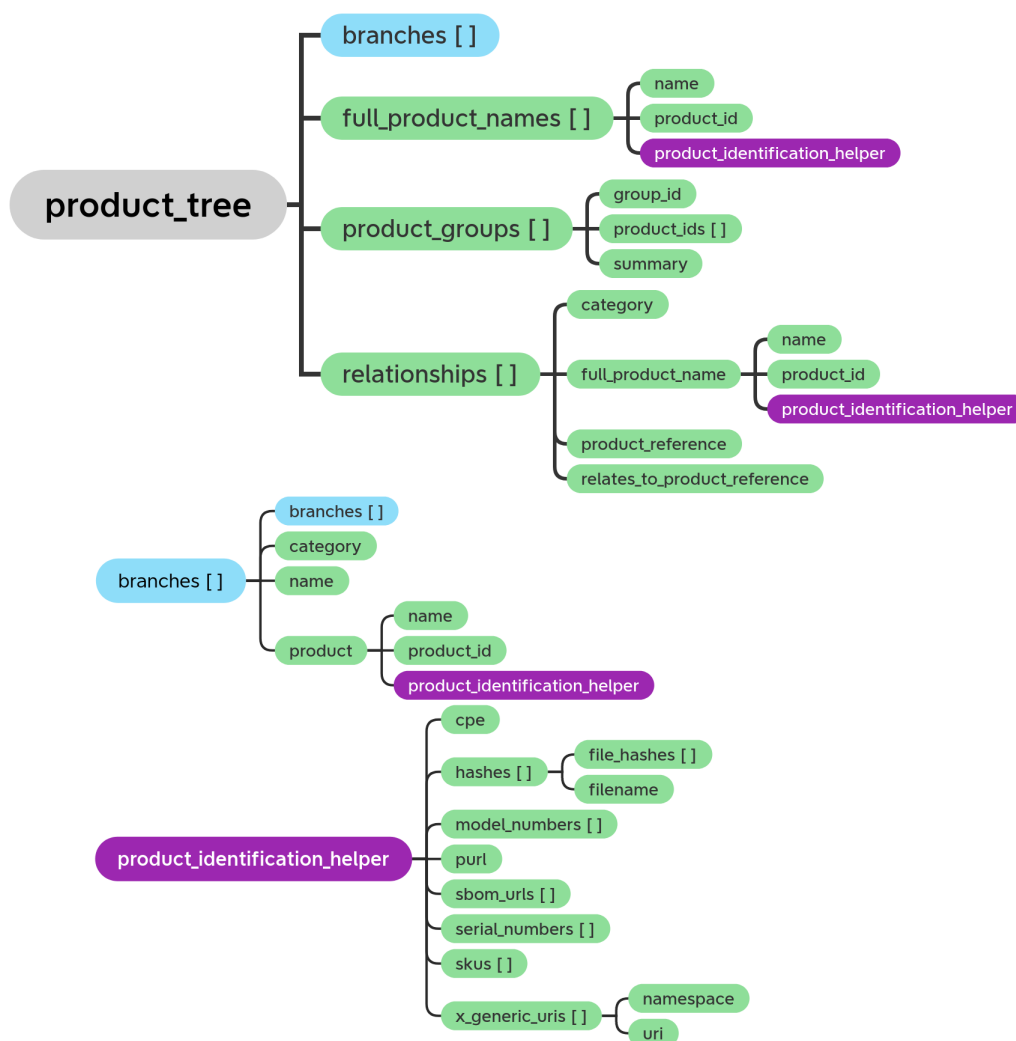 branches [ ]
name
full_product_names [ ]
product_id
product_identification_helper
group_id
product_tree
product_groups [ ]
product_ids [ ]
summary
category
name
relationships [ ]
full_product_name
product_id
product_identification_helper
product_reference
relates_to_product_reference
branches [ ]
category
branches [ ]
name
name
product
product_id
product_identification_helper
cpe
file_hashes [ ]
hashes [ ]
filename
model_numbers [ ]
product_identification_helper
purl
sbom_urls [ ]
serial_numbers [ ]
skus [ ]
namespace
x_generic_uris [ ]
uri